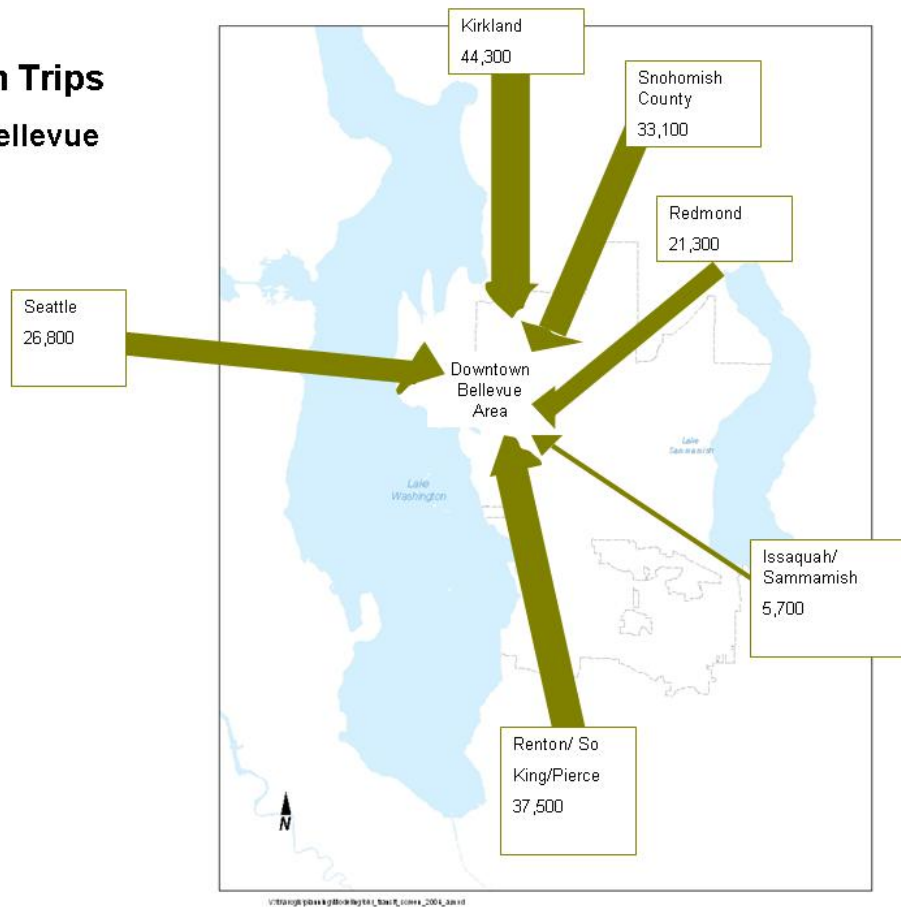 n Trips
ellevue
Kirkland
44,300
Snohomish
County
33,100
Redmond
21,300
Seattle
26,800
Downtown
Bellevue
Area
Lake
Sammamish
Lake
Washington
Issaquah/
Sammamish
5,700
Renton/ So
King/Pierce
37,500
N